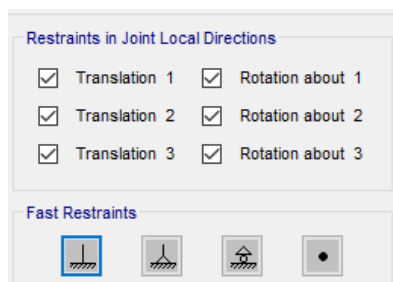 Restraints in Joint Local Directions
Translation 1 Rotation about 1
Translation 2 Rotation about 2
Translation 3 Rotation about 3
Fast Restraints